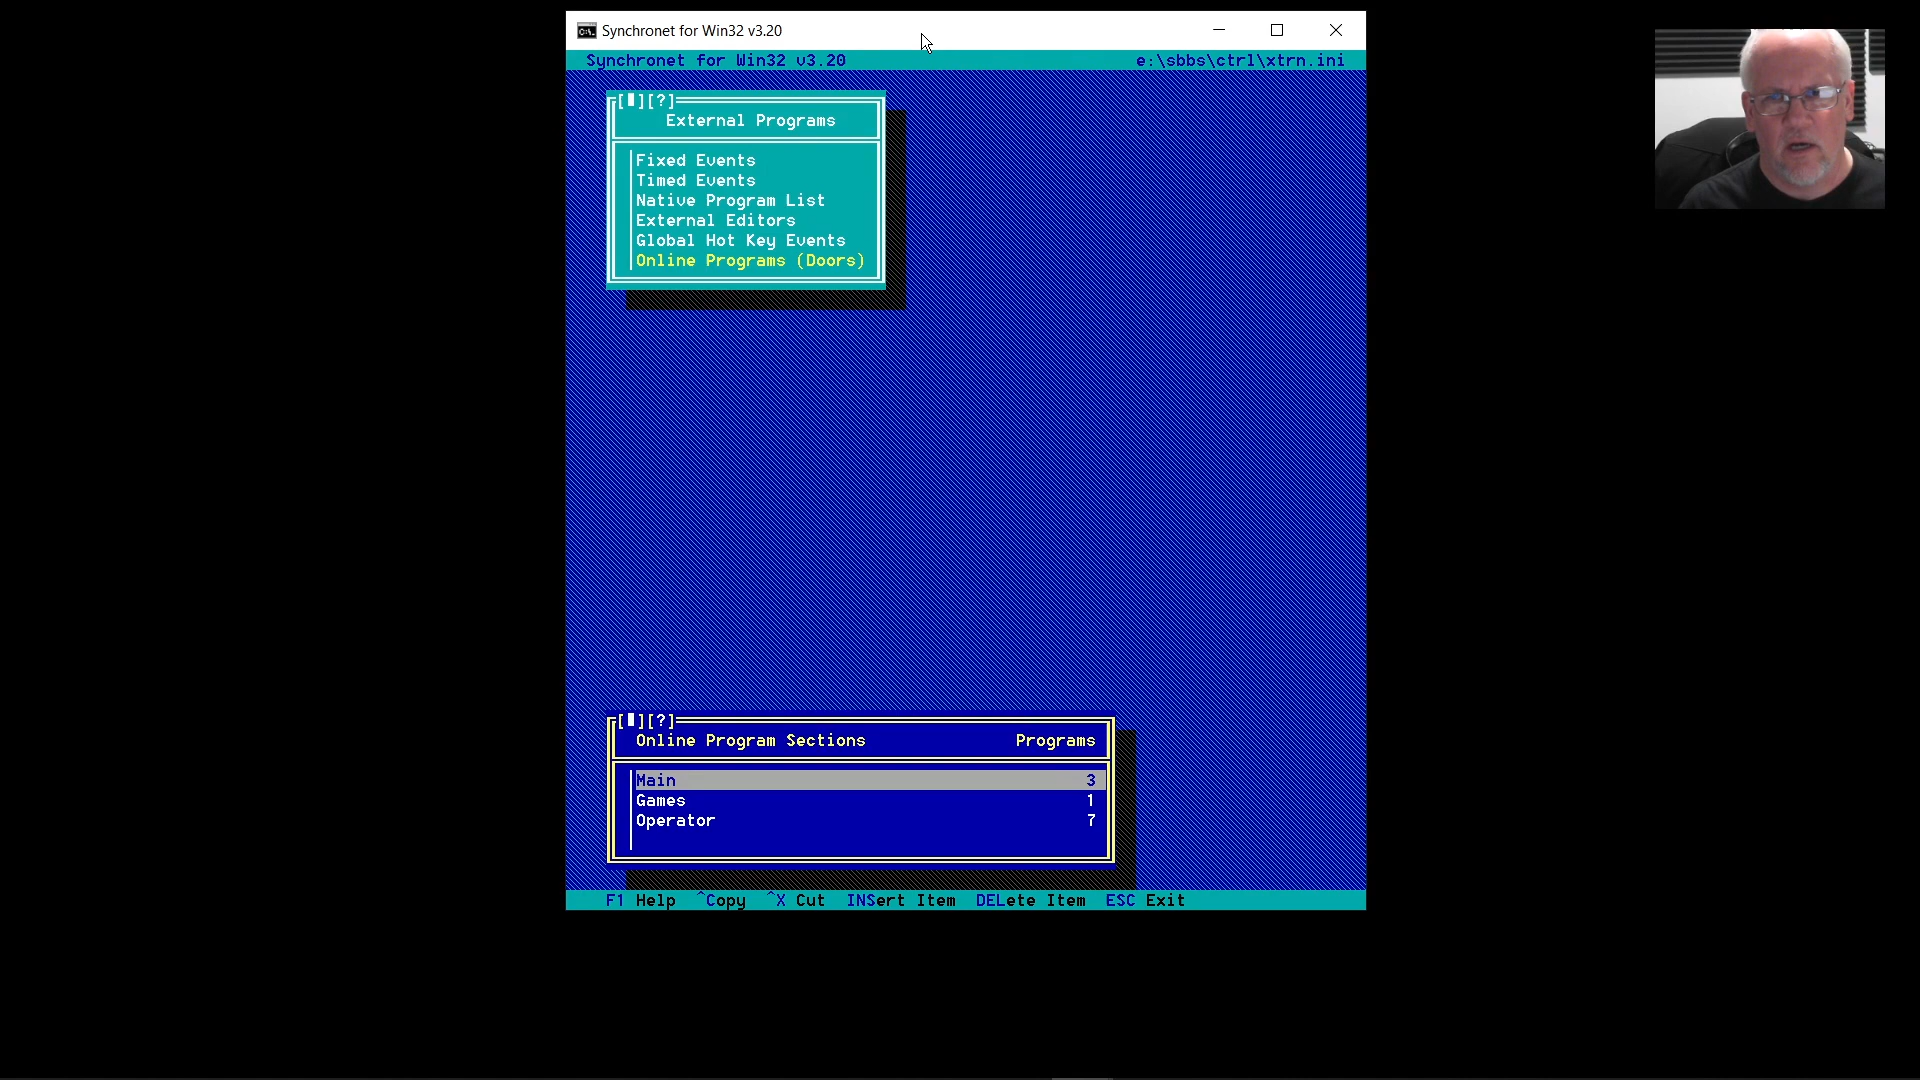 Synchronet for Win32 v3.20
Synchronet for Win32 v3.20 e:\sbbs\ctrl\xtrn.ini
[▮][?]
External Programs
Fixed Events
Timed Events
Native Program List
External Editors
Global Hot Key Events
Online Programs (Doors)
[▮][?]
Online Program Sections Programs
Main 3
Games 1
Operator 7
F1 Help ^Copy ^X Cut INSert Item DELete Item ESC Exit